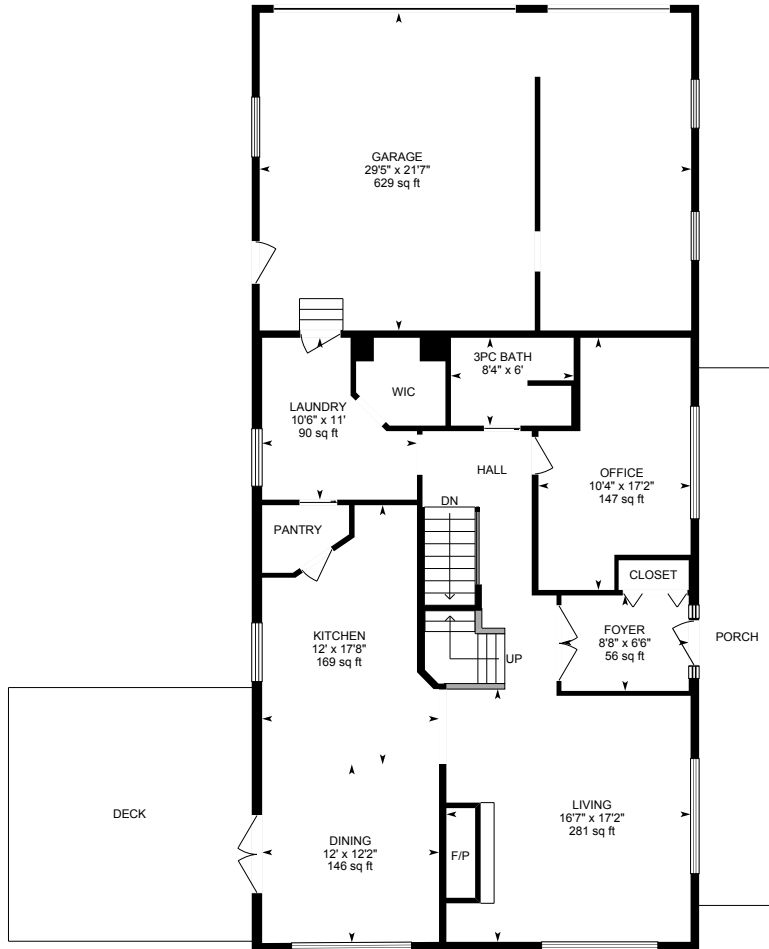 GARAGE
29'5" x 21'7"
629 sq ft
3PC BATH
8'4" x 6'
WIC
LAUNDRY
10'6" x 11'
90 sq ft
HALL
OFFICE
10'4" x 17'2"
147 sq ft
DN
PANTRY
CLOSET
KITCHEN
12' x 17'8"
169 sq ft
FOYER
8'8" x 6'6"
56 sq ft
PORCH
UP
DECK
LIVING
16'7" x 17'2"
281 sq ft
DINING
12' x 12'2"
146 sq ft
F/P